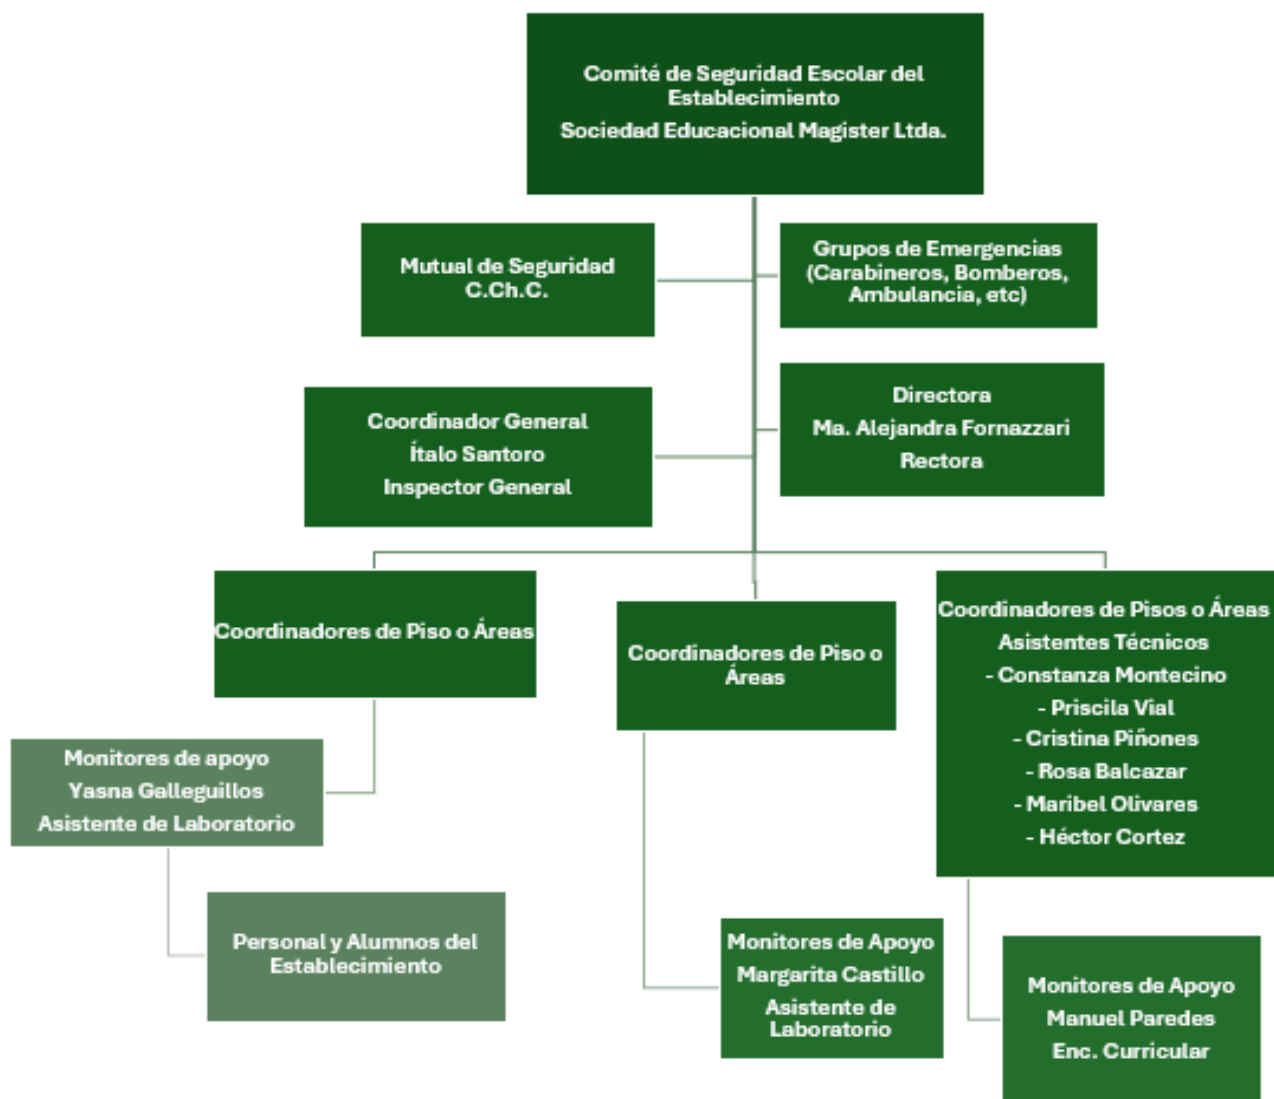 Comité de Seguridad Escolar del
Establecimiento
Sociedad Educacional Magister Ltda.
Mutual de Seguridad
C.Ch.C.
Grupos de Emergencias
(Carabineros, Bomberos,
Ambulancia, etc)
Coordinador General
Ítalo Santoro
Inspector General
Directora
Ma. Alejandra Fornazzari
Rectora
Coordinadores de Piso o Áreas
Coordinadores de Piso o
Áreas
Coordinadores de Pisos o Áreas
Asistentes Técnicos
- Constanza Montecino
- Priscila Vial
- Cristina Piñones
- Rosa Balcazar
- Maribel Olivares
- Héctor Cortez
Monitores de apoyo
Yasna Galleguillos
Asistente de Laboratorio
Personal y Alumnos del
Establecimiento
Monitores de Apoyo
Margarita Castillo
Asistente de
Laboratorio
Monitores de Apoyo
Manuel Paredes
Enc. Curricular